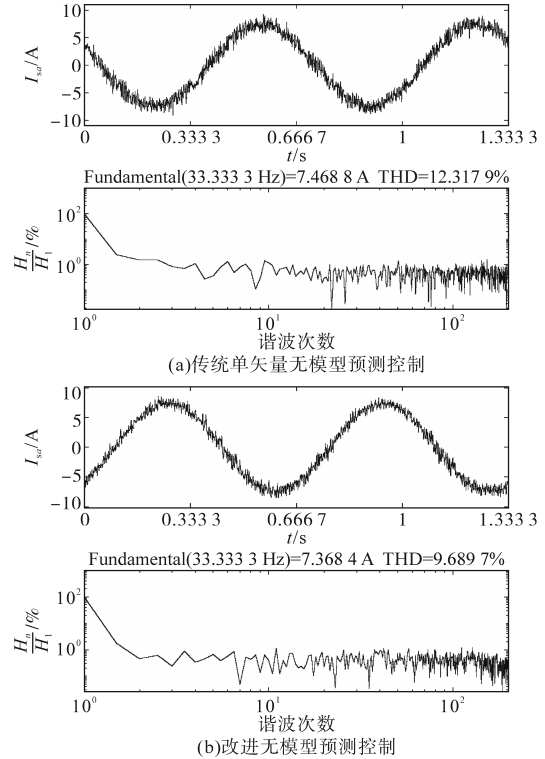 I_sa/A
10
5
0
−5
−10
0 0.333 3 0.666 7 1 1.333 3
t/s
Fundamental(33.333 3 Hz)=7.468 8 A THD=12.317 9%
H_n/H_1/%
10^2
10^0
10^0 10^1 10^2
谐波次数
(a)传统单矢量无模型预测控制
I_sa/A
10
5
0
−5
−10
0 0.333 3 0.666 7 1 1.333 3
t/s
Fundamental(33.333 3 Hz)=7.368 4 A THD=9.689 7%
H_n/H_1/%
10^2
10^0
10^0 10^1 10^2
谐波次数
(b)改进无模型预测控制